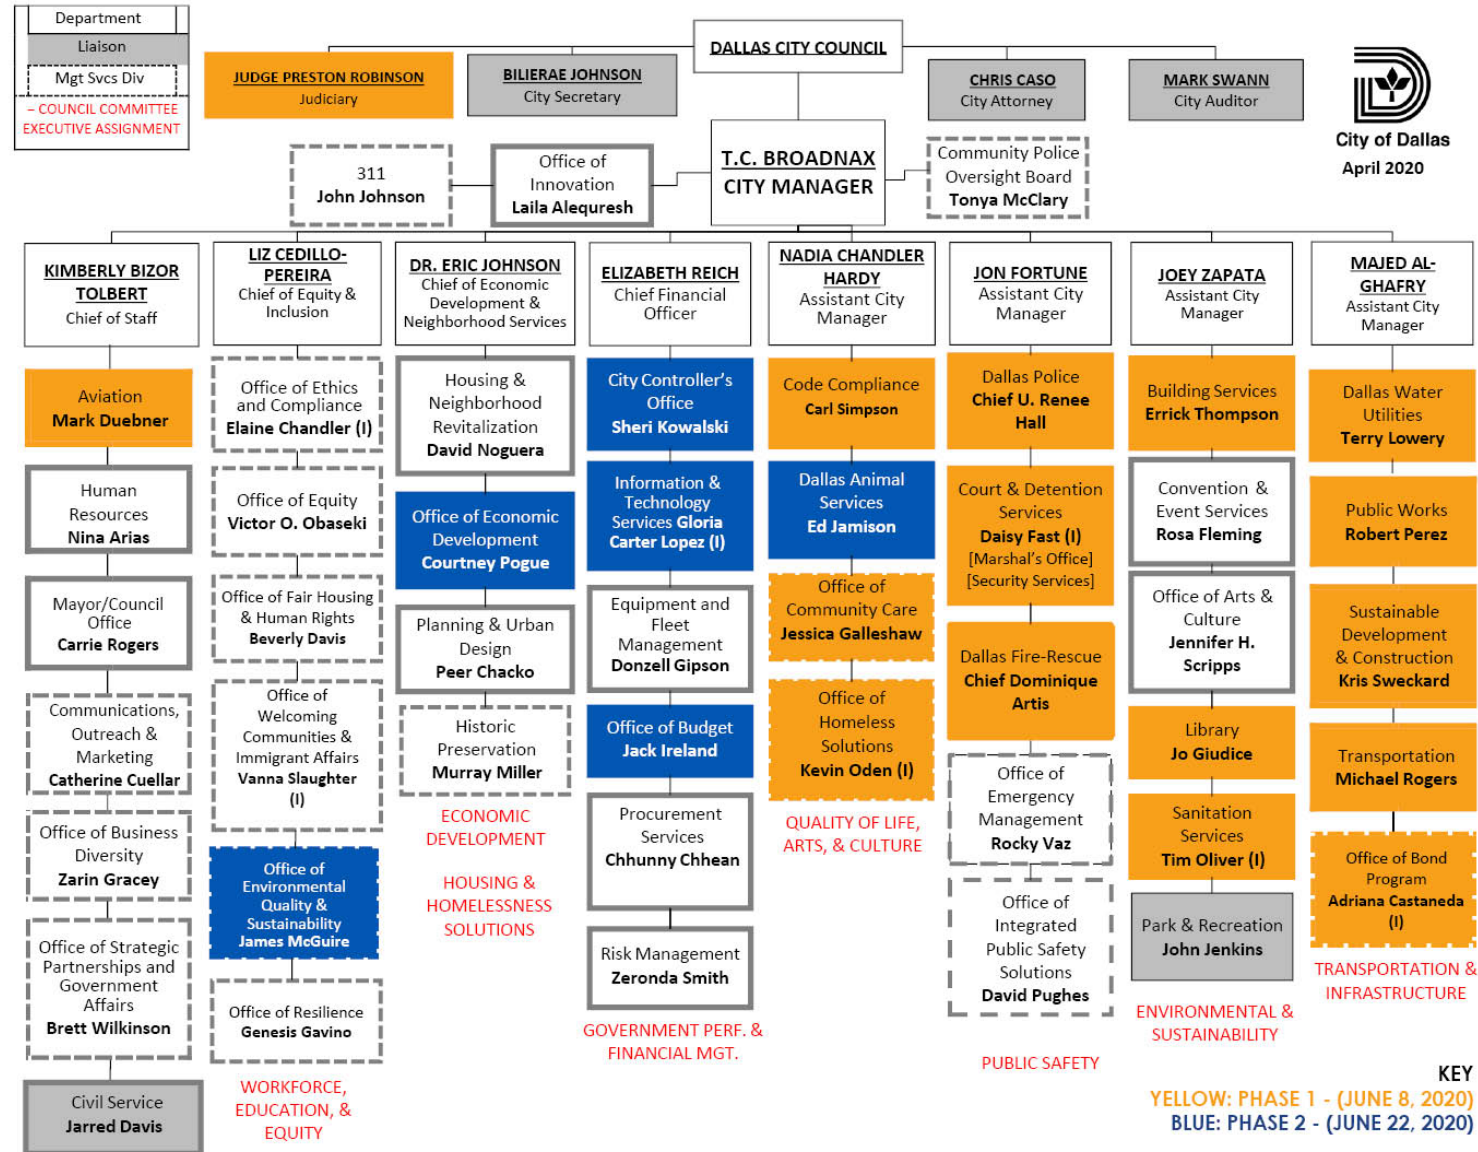 Department
Liaison
Mgt Svcs Div
– COUNCIL COMMITTEE
EXECUTIVE ASSIGNMENT
DALLAS CITY COUNCIL
JUDGE PRESTON ROBINSON
Judiciary
BILIERAE JOHNSON
City Secretary
CHRIS CASO
City Attorney
MARK SWANN
City Auditor
City of Dallas
April 2020
311
John Johnson
Office of
Innovation
Laila Alequresh
T.C. BROADNAX
CITY MANAGER
Community Police
Oversight Board
Tonya McClary
KIMBERLY BIZOR
TOLBERT
Chief of Staff
Aviation
Mark Duebner
Human
Resources
Nina Arias
Mayor/Council
Office
Carrie Rogers
Communications,
Outreach &
Marketing
Catherine Cuellar
Office of Business
Diversity
Zarin Gracey
Office of Strategic
Partnerships and
Government
Affairs
Brett Wilkinson
Civil Service
Jarred Davis
LIZ CEDILLO-
PEREIRA
Chief of Equity &
Inclusion
Office of Ethics
and Compliance
Elaine Chandler (I)
Office of Equity
Victor O. Obaseki
Office of Fair Housing
& Human Rights
Beverly Davis
Office of
Welcoming
Communities &
Immigrant Affairs
Vanna Slaughter
(I)
Office of
Environmental
Quality &
Sustainability
James McGuire
Office of Resilience
Genesis Gavino
WORKFORCE,
EDUCATION, &
EQUITY
DR. ERIC JOHNSON
Chief of Economic
Development &
Neighborhood Services
Housing &
Neighborhood
Revitalization
David Noguera
Office of Economic
Development
Courtney Pogue
Planning & Urban
Design
Peer Chacko
Historic
Preservation
Murray Miller
ECONOMIC
DEVELOPMENT
HOUSING &
HOMELESSNESS
SOLUTIONS
ELIZABETH REICH
Chief Financial
Officer
City Controller's
Office
Sheri Kowalski
Information &
Technology
Services Gloria
Carter Lopez (I)
Equipment and
Fleet
Management
Donzell Gipson
Office of Budget
Jack Ireland
Procurement
Services
Chhunny Chhean
Risk Management
Zeronda Smith
GOVERNMENT PERF. &
FINANCIAL MGT.
NADIA CHANDLER
HARDY
Assistant City
Manager
Code Compliance
Carl Simpson
Dallas Animal
Services
Ed Jamison
Office of
Community Care
Jessica Galleshaw
Office of
Homeless
Solutions
Kevin Oden (I)
QUALITY OF LIFE,
ARTS, & CULTURE
JON FORTUNE
Assistant City
Manager
Dallas Police
Chief U. Renee
Hall
Court & Detention
Services
Daisy Fast (I)
[Marshal's Office]
[Security Services]
Dallas Fire-Rescue
Chief Dominique
Artis
Office of
Emergency
Management
Rocky Vaz
Office of
Integrated
Public Safety
Solutions
David Pughes
PUBLIC SAFETY
JOEY ZAPATA
Assistant City
Manager
Building Services
Errick Thompson
Convention &
Event Services
Rosa Fleming
Office of Arts &
Culture
Jennifer H.
Scripps
Library
Jo Giudice
Sanitation
Services
Tim Oliver (I)
Park & Recreation
John Jenkins
ENVIRONMENTAL &
SUSTAINABILITY
MAJED AL-
GHAFRY
Assistant City
Manager
Dallas Water
Utilities
Terry Lowery
Public Works
Robert Perez
Sustainable
Development
& Construction
Kris Sweckard
Transportation
Michael Rogers
Office of Bond
Program
Adriana Castaneda
(I)
TRANSPORTATION &
INFRASTRUCTURE
KEY
YELLOW: PHASE 1 - (JUNE 8, 2020)
BLUE: PHASE 2 - (JUNE 22, 2020)